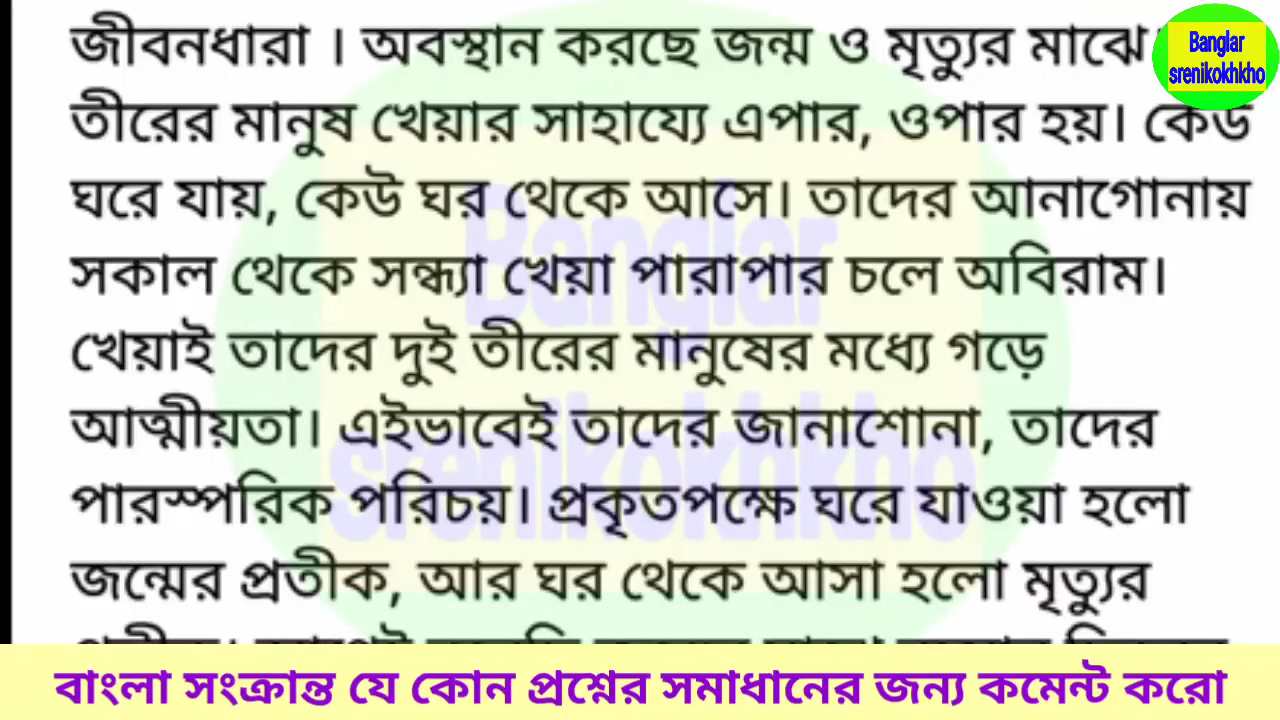 জীবনধারা । অবস্থান করছে জন্ম ও মৃত্যুর মাঝে
Banglar
srenikokhkho
তীরের মানুষ খেয়ার সাহায্যে এপার, ওপার হয়। কেউ
ঘরে যায়, কেউ ঘর থেকে আসে। তাদের আনাগোনায়
সকাল থেকে সন্ধ্যা খেয়া পারাপার চলে অবিরাম।
খেয়াই তাদের দুই তীরের মানুষের মধ্যে গড়ে
আত্মীয়তা। এইভাবেই তাদের জানাশোনা, তাদের
পারস্পরিক পরিচয়। প্রকৃতপক্ষে ঘরে যাওয়া হলো
জন্মের প্রতীক, আর ঘর থেকে আসা হলো মৃত্যুর
Banglar
srenikokhkho
বাংলা সংক্রান্ত যে কোন প্রশ্নের সমাধানের জন্য কমেন্ট করো